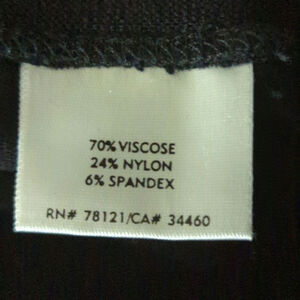 70% VISCOSE
24% NYLON
6% SPANDEX
RN# 78121/CA# 34460